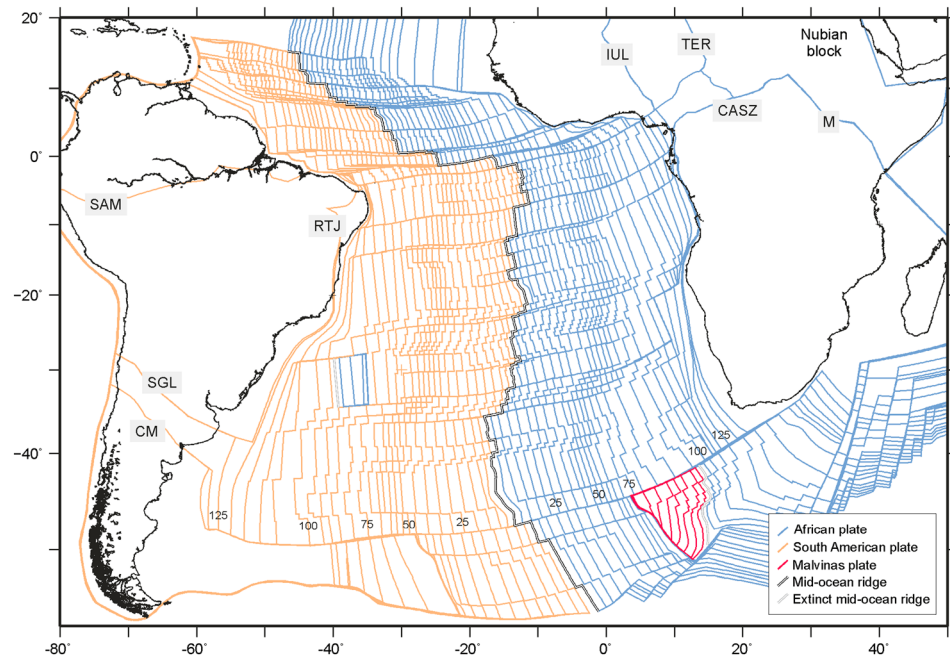 20°
0°
−20°
−40°
−80°
−60°
−40°
−20°
0°
20°
40°
IUL
TER
Nubian
block
CASZ
M
SAM
RTJ
SGL
CM
125
100
75
50
25
25
50
75
100
125
African plate
South American plate
Malvinas plate
Mid-ocean ridge
Extinct mid-ocean ridge